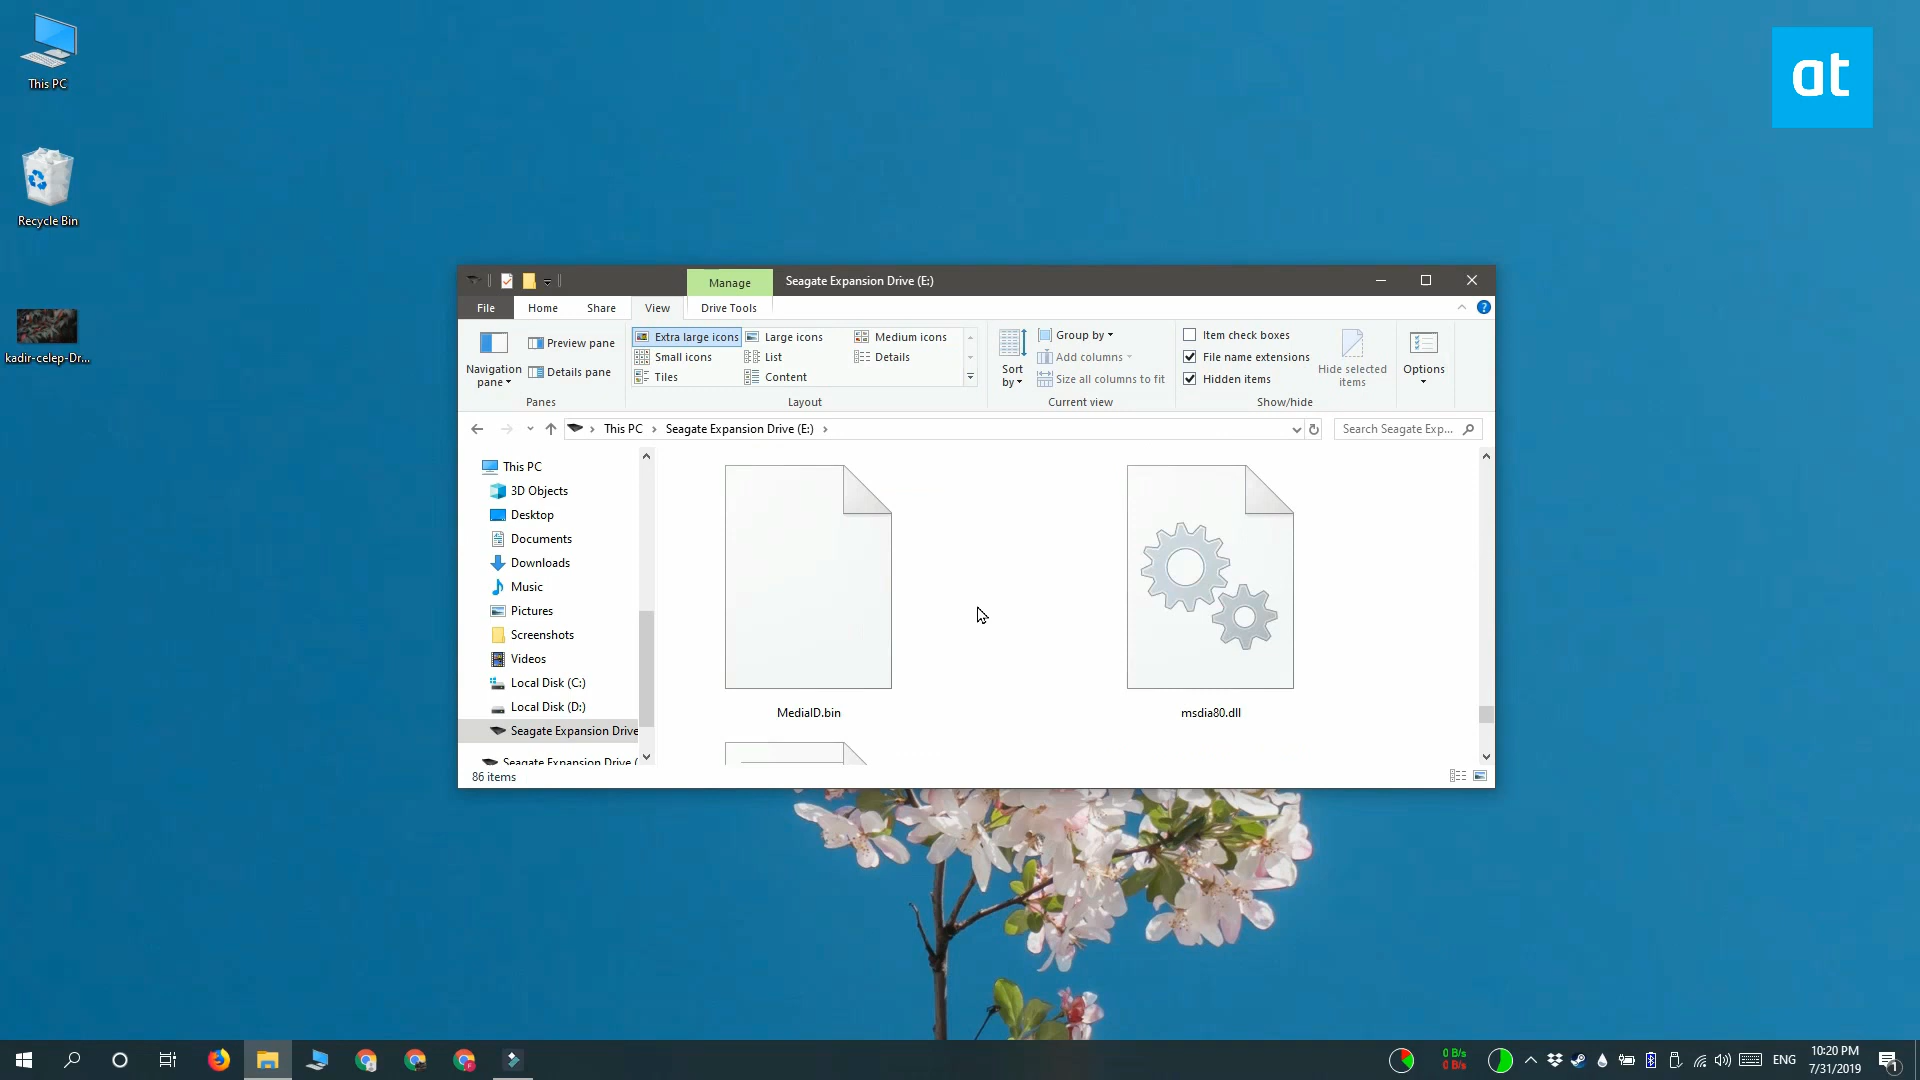 This PC
Recycle Bin
kadir-celep-Dr...
at
Manage
Seagate Expansion Drive (E:)
File
Home
Share
View
Drive Tools
Navigation pane
Preview pane
Details pane
Panes
Extra large icons
Large icons
Medium icons
Small icons
List
Details
Tiles
Content
Layout
Sort by
Group by
Add columns
Size all columns to fit
Current view
Item check boxes
File name extensions
Hidden items
Hide selected items
Show/hide
Options
This PC
Seagate Expansion Drive (E:)
Search Seagate Exp...
This PC
3D Objects
Desktop
Documents
Downloads
Music
Pictures
Screenshots
Videos
Local Disk (C:)
Local Disk (D:)
Seagate Expansion Drive
Seagate Expansion Drive (
MediaID.bin
msdia80.dll
86 items
0 B/s
0 B/s
ENG
10:20 PM
7/31/2019
1